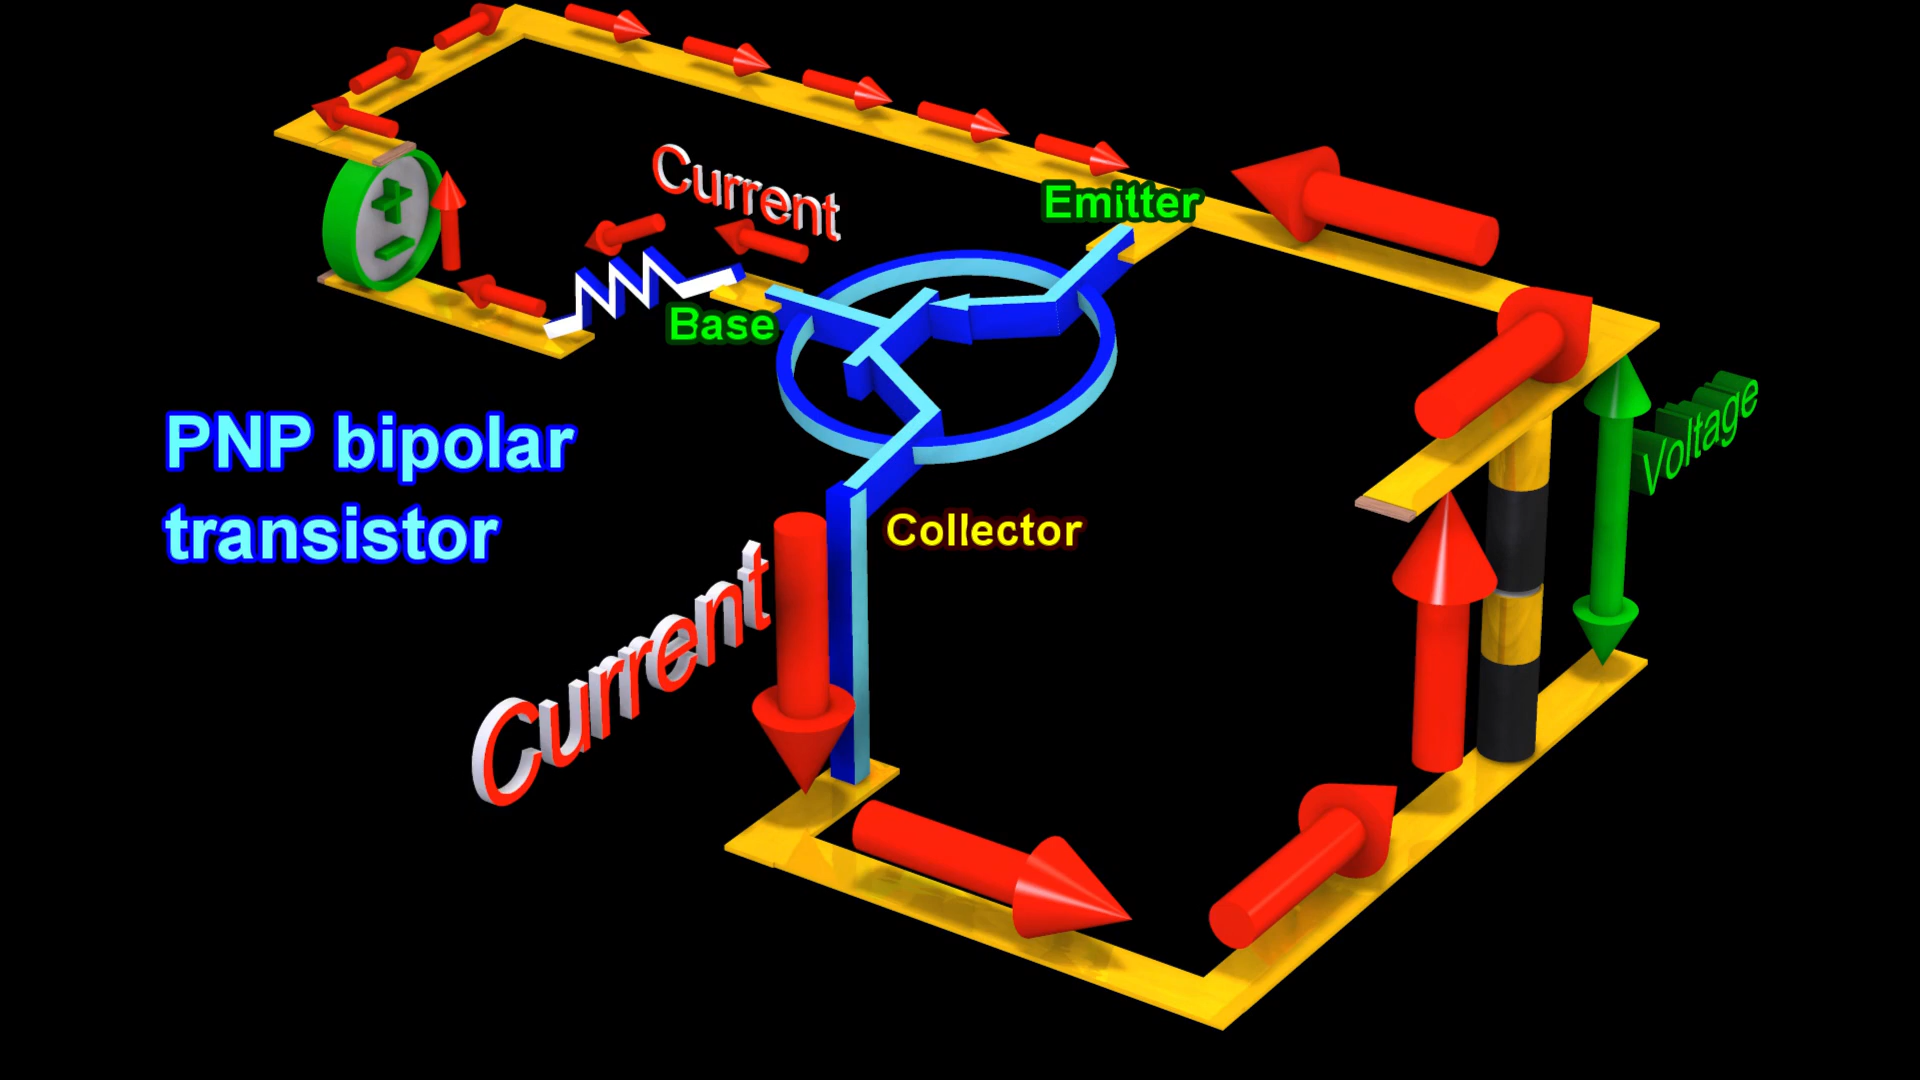 Current
Emitter
Base
Voltage
PNP bipolar
transistor
Collector
Current